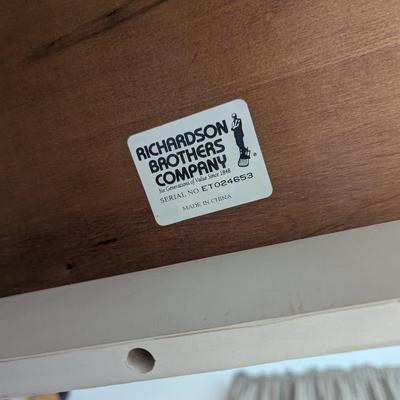 RICHARDSON
BROTHERS
COMPANY
®
Six Generations of Value Since 1848
SERIAL NO ET024653
MADE IN CHINA